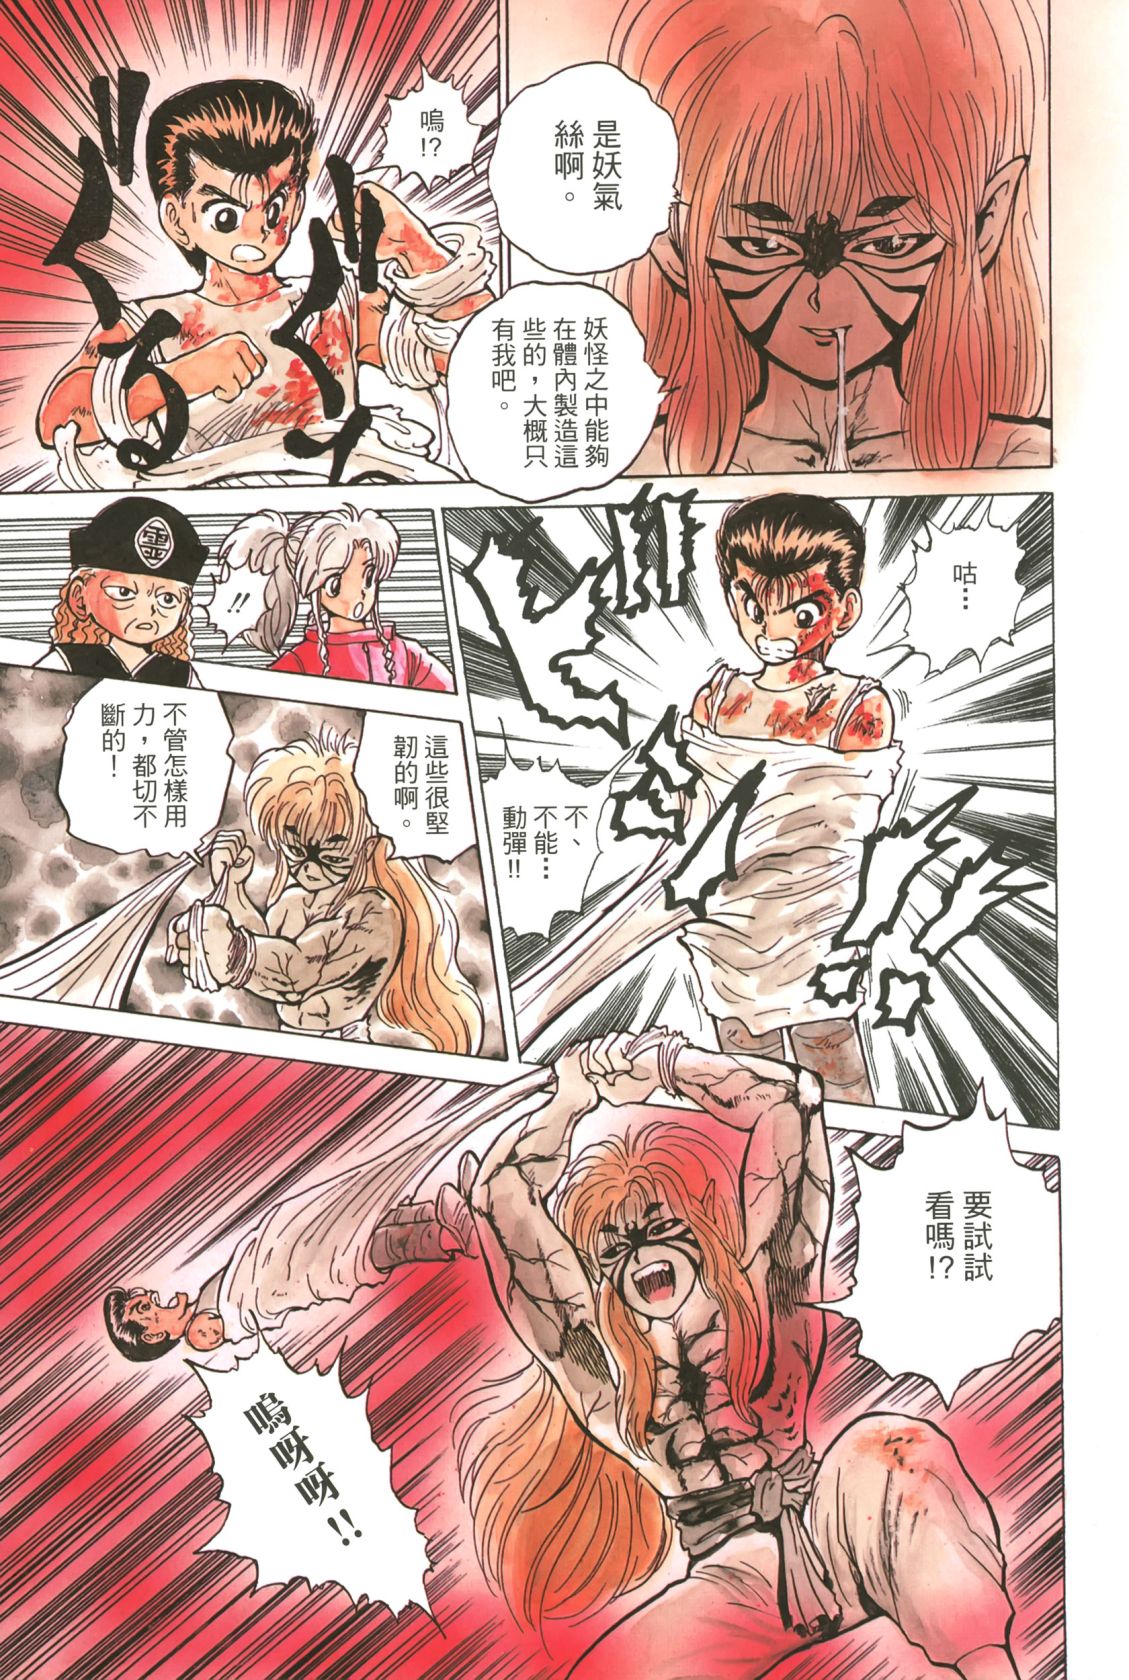 是妖氣
絲啊。
妖怪之中能夠
在體內製造這
些的，大概只
有我吧。
嗚!?
咕…
不、
不能…
動彈!!
!!
靈
這些很堅
韌的啊。
不管怎樣用
力，都切不
斷的！
要試試
看嗎!?
嗚呀呀!!